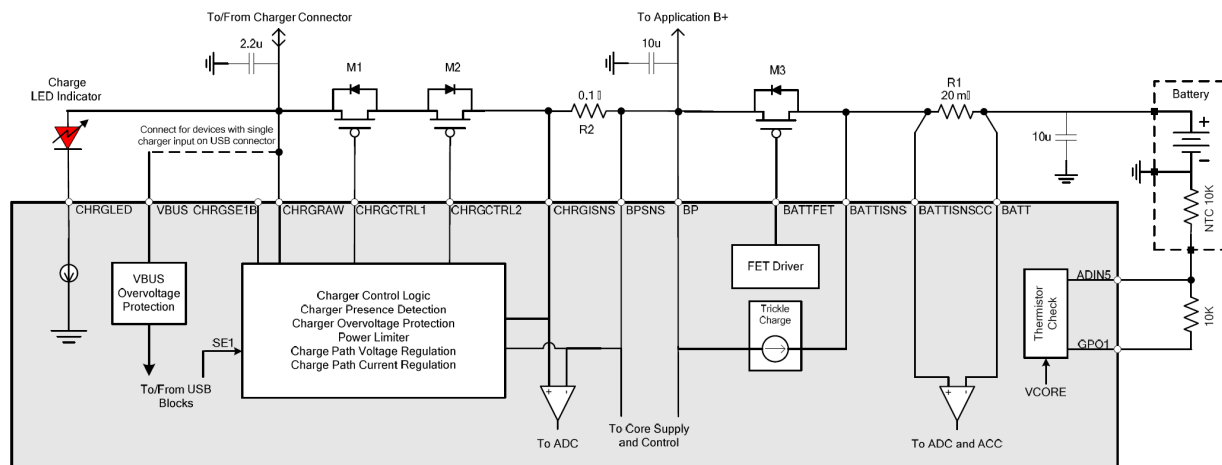 To/From Charger Connector
To Application B+
2.2u
10u
M1
M2
M3
Charge
LED Indicator
0.1▯
R2
R1
20 m▯
Battery
+
-
Connect for devices with single
charger input on USB connector
10u
NTC 10K
CHRGLED
VBUS
CHRGSE1B
CHRGRAW
CHRGCTRL1
CHRGCTRL2
CHRGISNS
BPSNS
BP
BATTFET
BATTISNS
BATTISNSCC
BATT
VBUS
Overvoltage
Protection
Charger Control Logic
Charger Presence Detection
Charger Overvoltage Protection
Power Limiter
Charge Path Voltage Regulation
Charge Path Current Regulation
FET Driver
Trickle
Charge
Thermistor
Check
ADIN5
10K
GPO1
SE1
VCORE
To/From USB
Blocks
+ -
+ -
To ADC
To Core Supply
and Control
To ADC and ACC